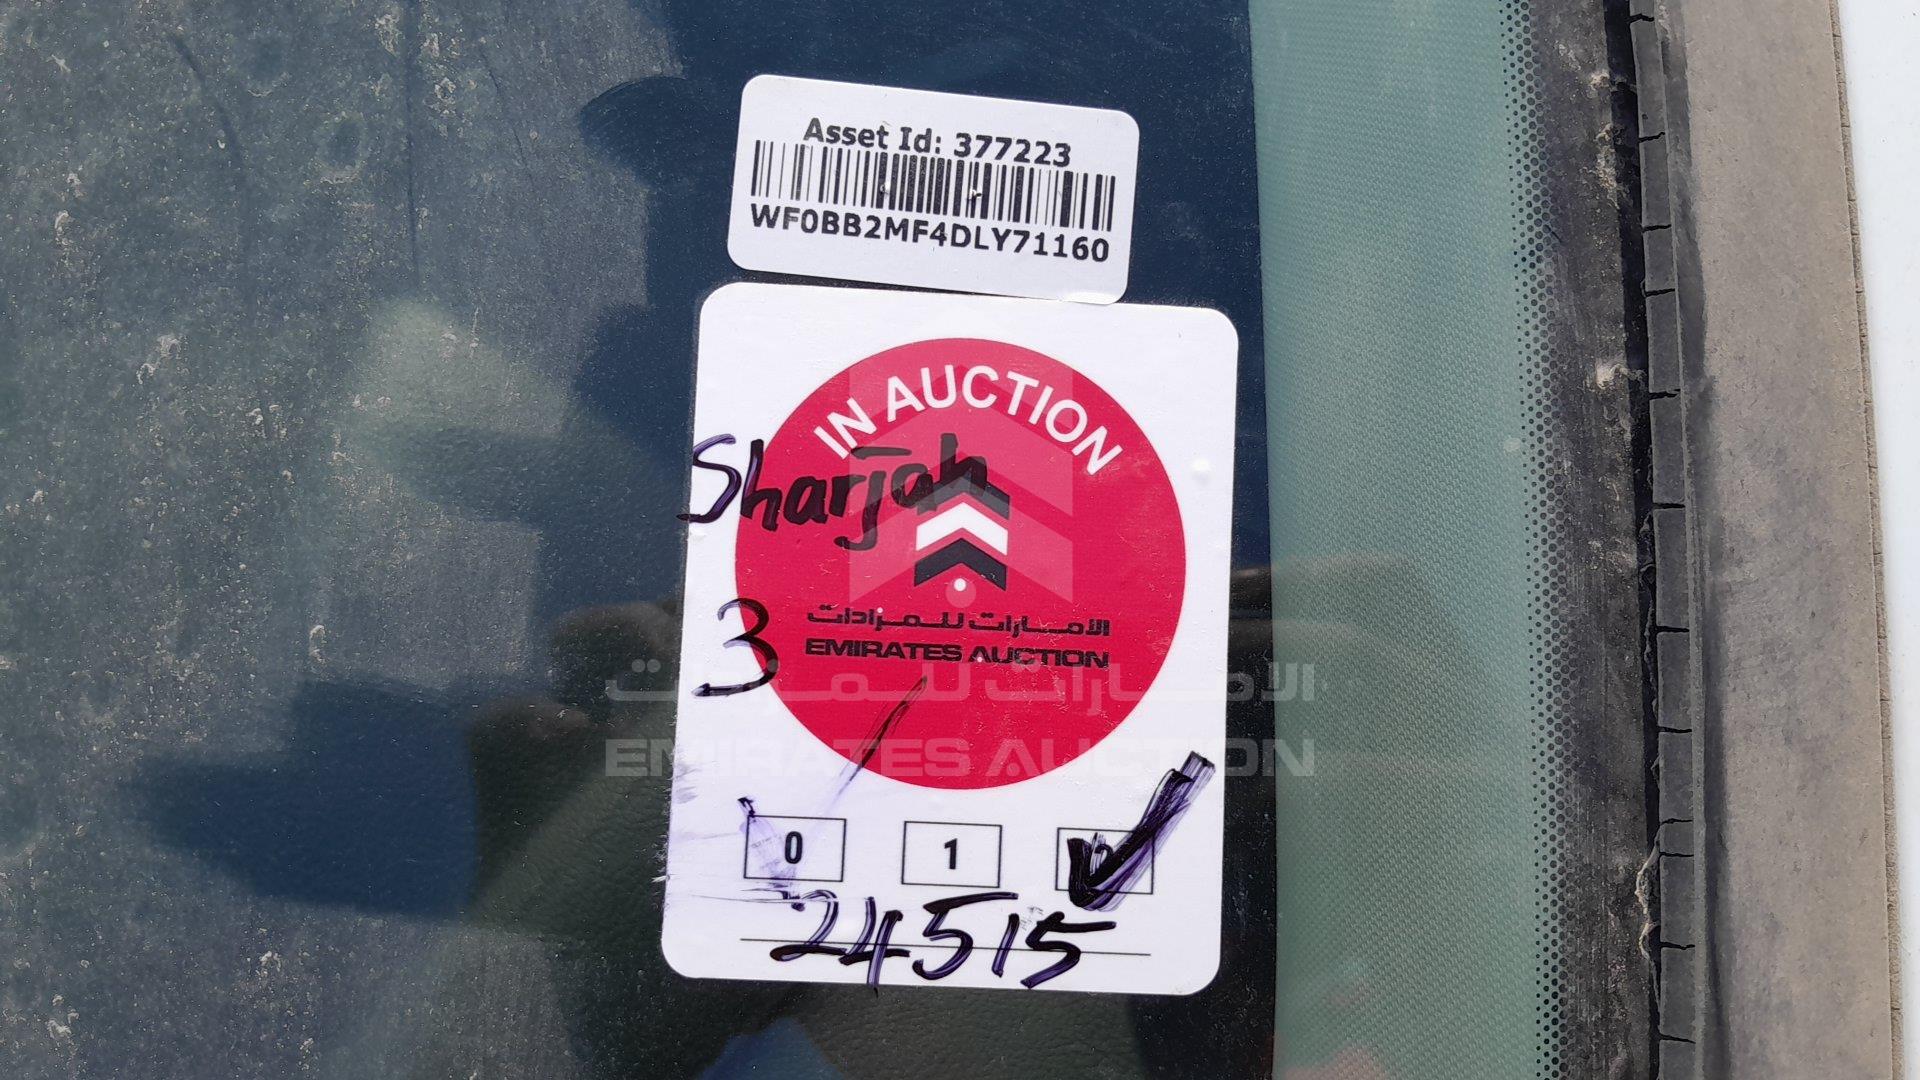 Asset Id: 377223
WF0BB2MF4DLY71160
IN AUCTION
Sharjah
3
الامارات للمزادات
EMIRATES AUCTION
الامارات للمزادات
EMIRATES AUCTION
0 1 2
24515